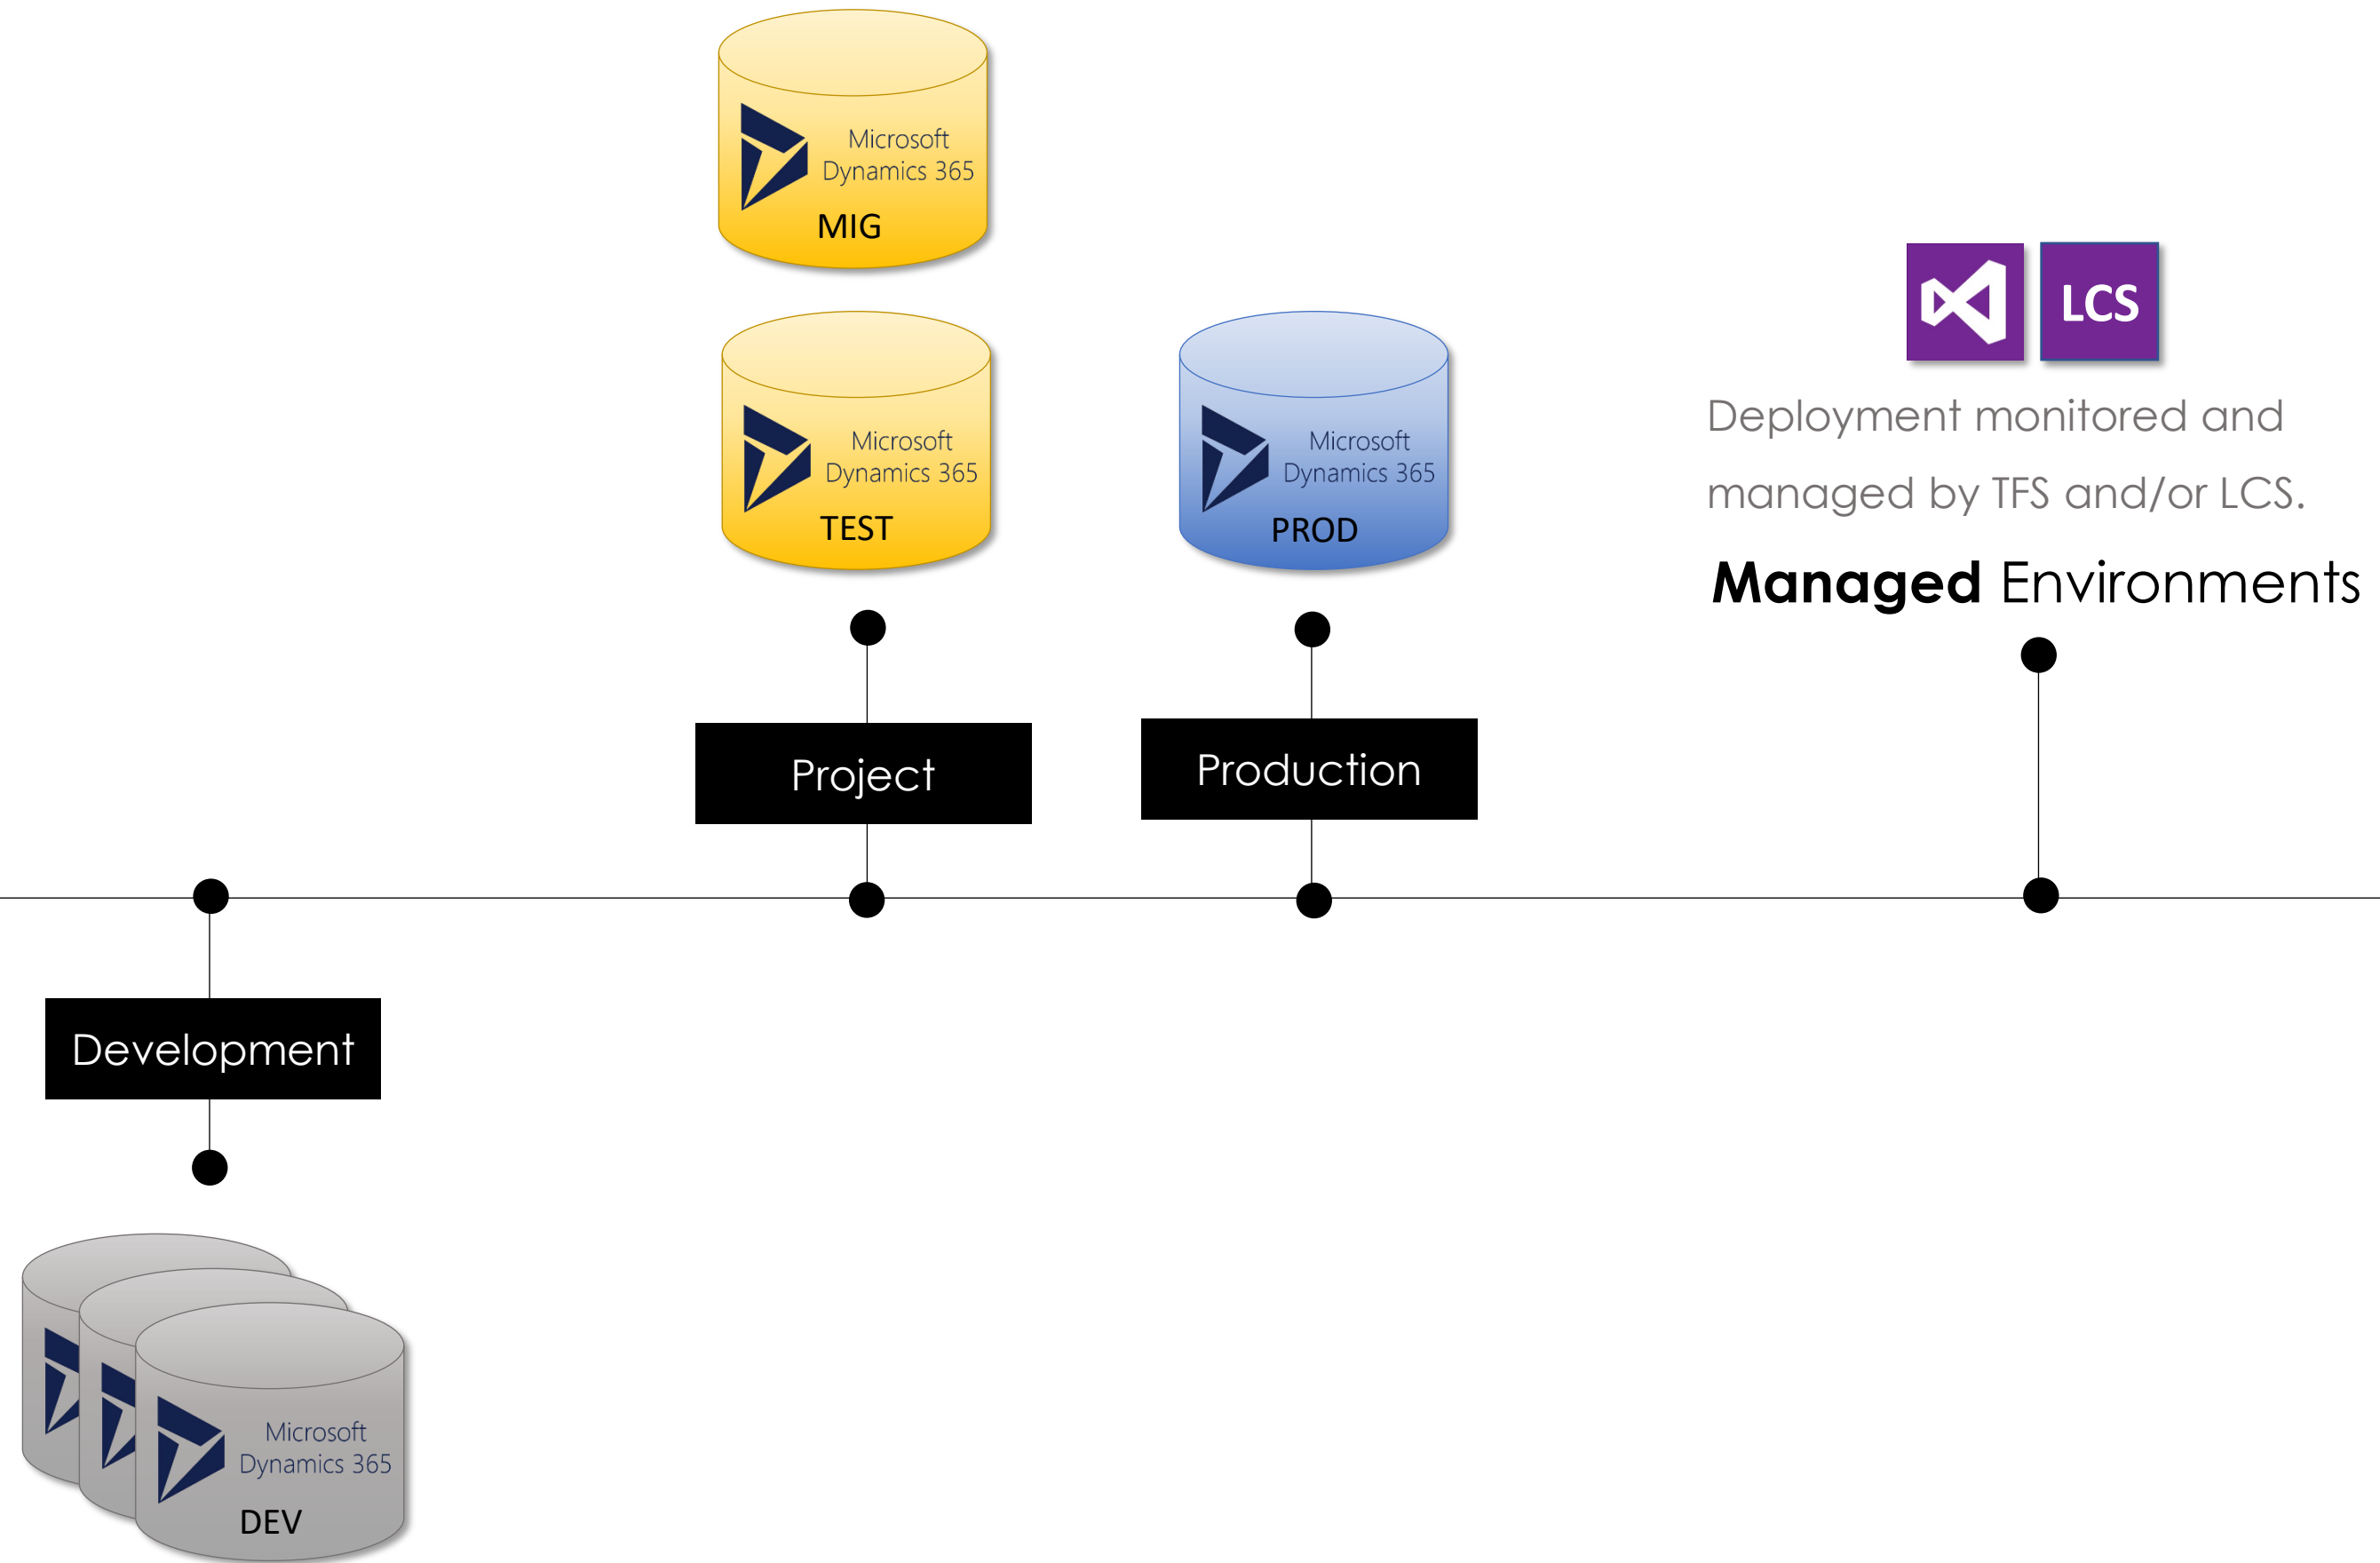 Microsoft
Dynamics 365
MIG
Microsoft
Dynamics 365
TEST
Microsoft
Dynamics 365
PROD
LCS
Deployment monitored and
managed by TFS and/or LCS.
Managed Environments
Project
Production
Development
Microsoft
Dynamics 365
DEV